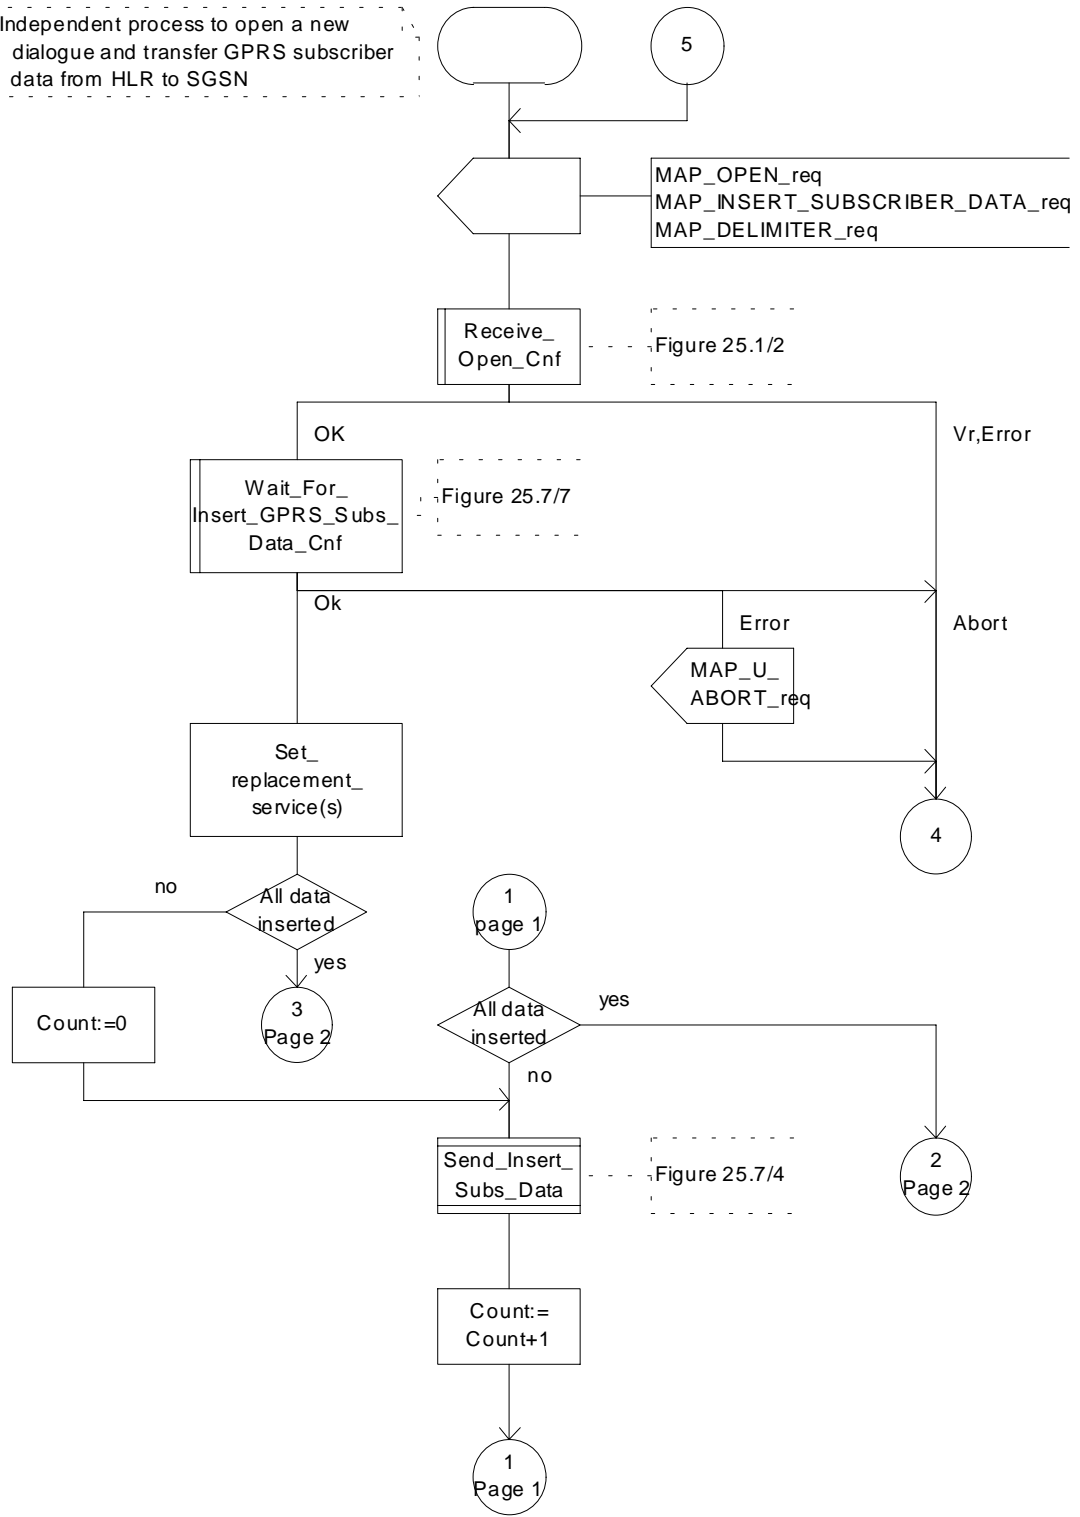 Independent process to open a new
dialogue and transfer GPRS subscriber
data from HLR to SGSN
5
MAP_OPEN_req
MAP_INSERT_SUBSCRIBER_DATA_req
MAP_DELIMITER_req
Receive_
Open_Cnf
Figure 25.1/2
OK
Vr,Error
Wait_For_
Insert_GPRS_Subs_
Data_Cnf
Figure 25.7/7
Ok
Error
Abort
MAP_U_
ABORT_req
Set_
replacement_
service(s)
4
no
All data
inserted
yes
1
page 1
Count:=0
3
Page 2
All data
inserted
yes
no
Send_Insert_
Subs_Data
Figure 25.7/4
2
Page 2
Count:=
Count+1
1
Page 1